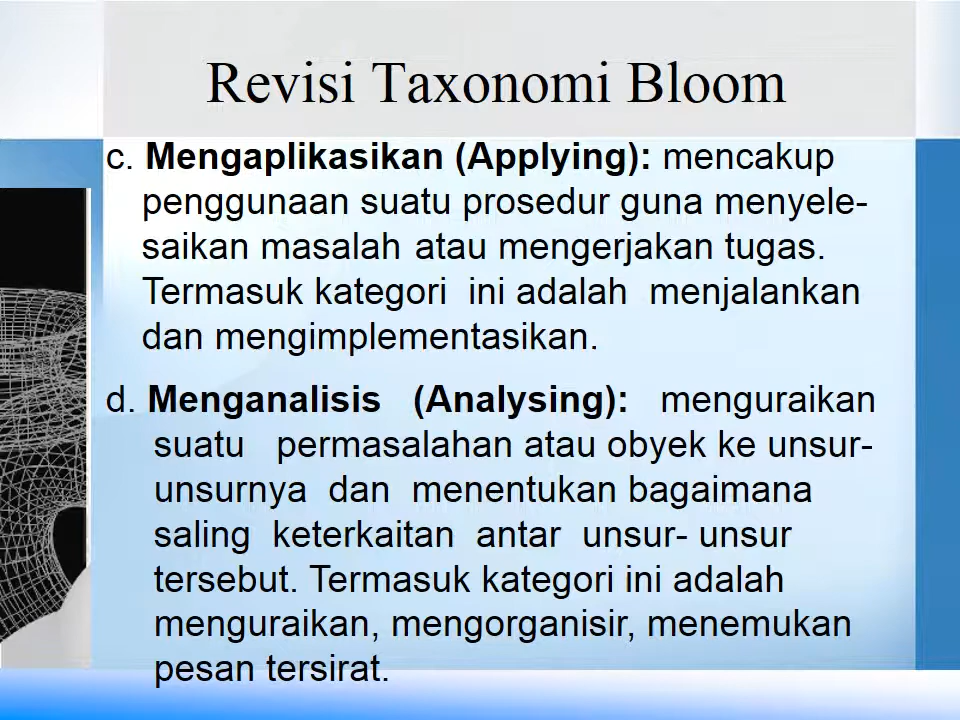 Revisi Taxonomi Bloom
c. Mengaplikasikan (Applying): mencakup
penggunaan suatu prosedur guna menyele-
saikan masalah atau mengerjakan tugas.
Termasuk kategori ini adalah menjalankan
dan mengimplementasikan.
d. Menganalisis (Analysing): menguraikan
suatu permasalahan atau obyek ke unsur-
unsurnya dan menentukan bagaimana
saling keterkaitan antar unsur- unsur
tersebut. Termasuk kategori ini adalah
menguraikan, mengorganisir, menemukan
pesan tersirat.